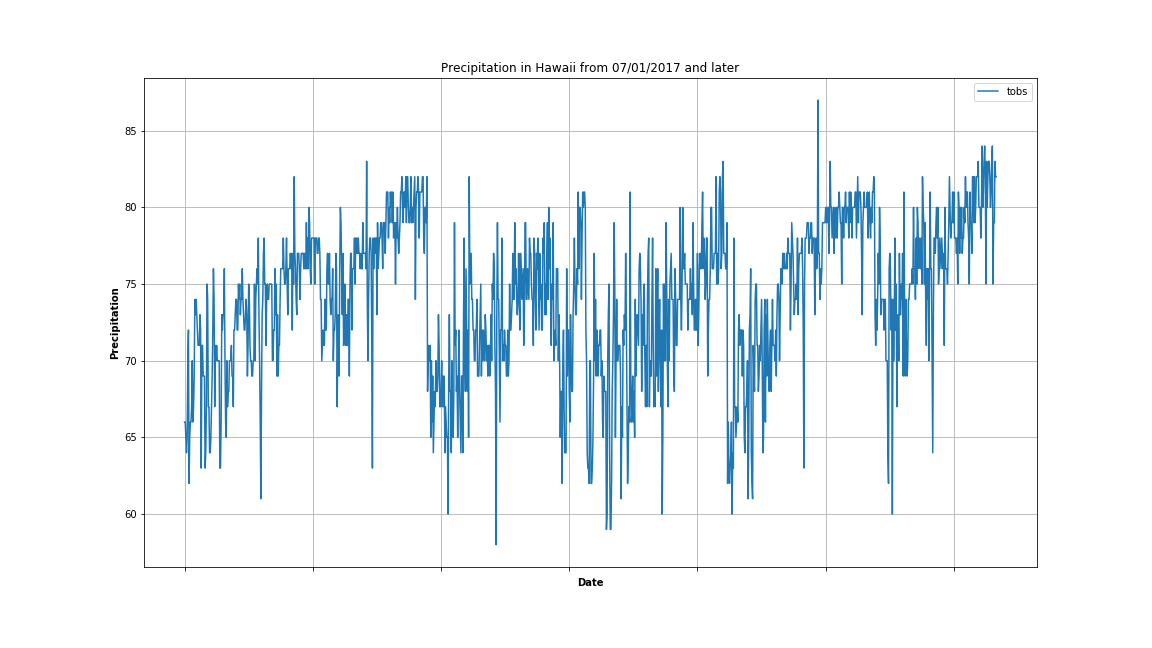 Precipitation in Hawaii from 07/01/2017 and later
tobs
85
80
75
70
65
60
Precipitation
Date